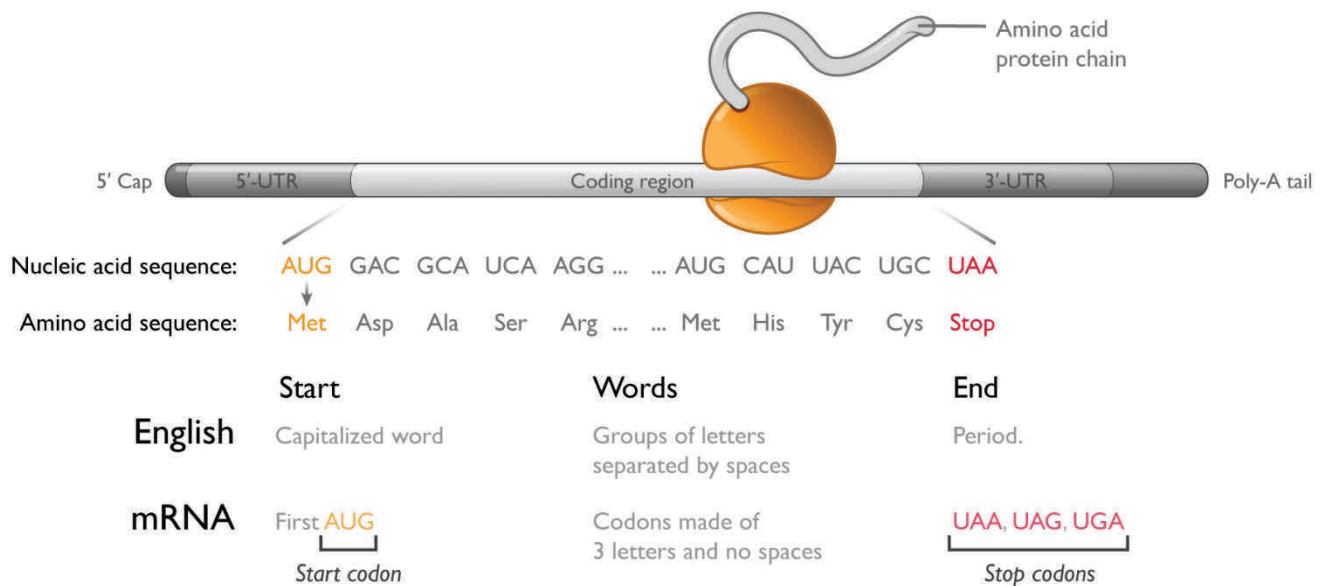 Amino acid
protein chain
5' Cap 5'-UTR Coding region 3'-UTR Poly-A tail
Nucleic acid sequence: AUG GAC GCA UCA AGG ... ... AUG CAU UAC UGC UAA
Amino acid sequence: Met Asp Ala Ser Arg ... ... Met His Tyr Cys Stop
Start Words End
English Capitalized word Groups of letters Period.
separated by spaces
mRNA First AUG Codons made of UAA, UAG, UGA
3 letters and no spaces
Start codon Stop codons